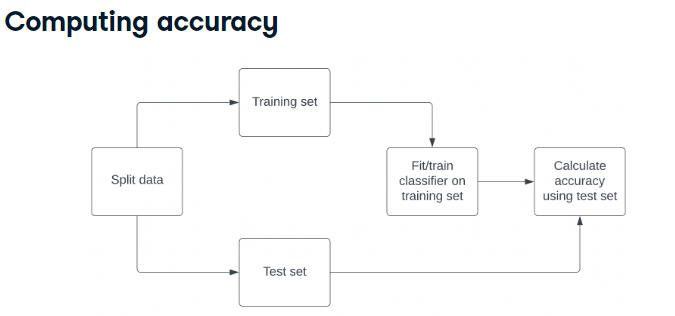 Computing accuracy
Training set
Split data
Fit/train
classifier on
training set
Calculate
accuracy
using test set
Test set